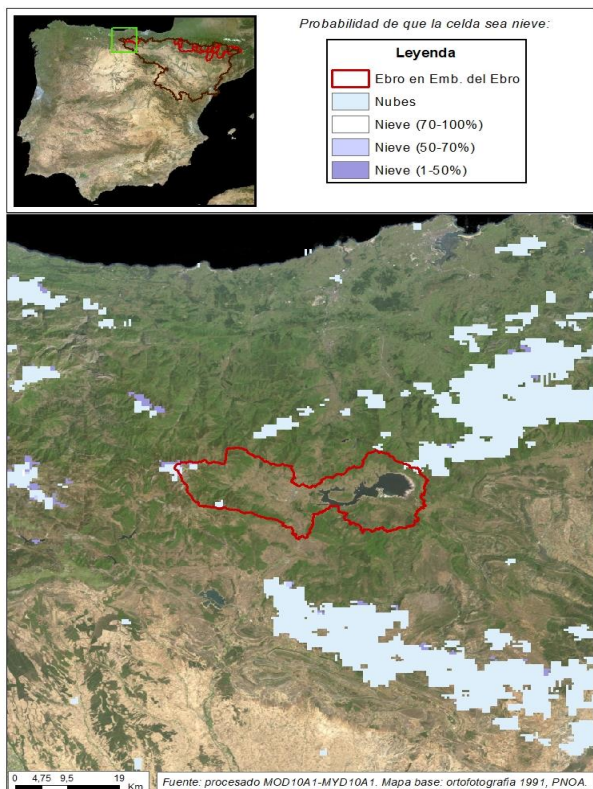 Probabilidad de que la celda sea nieve:
Leyenda
Ebro en Emb. del Ebro
Nubes
Nieve (70-100%)
Nieve (50-70%)
Nieve (1-50%)
0 4,75 9,5 19
Km
Fuente: procesado MOD10A1-MYD10A1. Mapa base: ortofotografía 1991, PNOA.